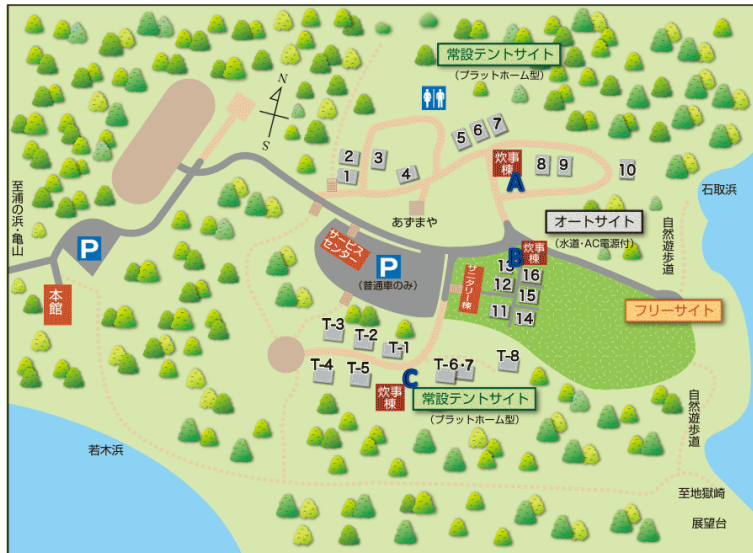 常設テントサイト
(プラットホーム型)
N
S
5 6 7
2
3
1
4
炊事
棟
A
8 9
10
石取浜
至浦の浜・亀山
あずまや
オートサイト
(水道・AC電源付)
自然遊歩道
P
サービス
センター
P
(普通車のみ)
B
炊事
棟
13
16
12
15
11
14
サニタリー棟
本館
フリーサイト
T-3
T-2
T-1
T-4
T-5
T-6・7
T-8
C
炊事
棟
常設テントサイト
(プラットホーム型)
自然遊歩道
若木浜
至地獄崎
展望台